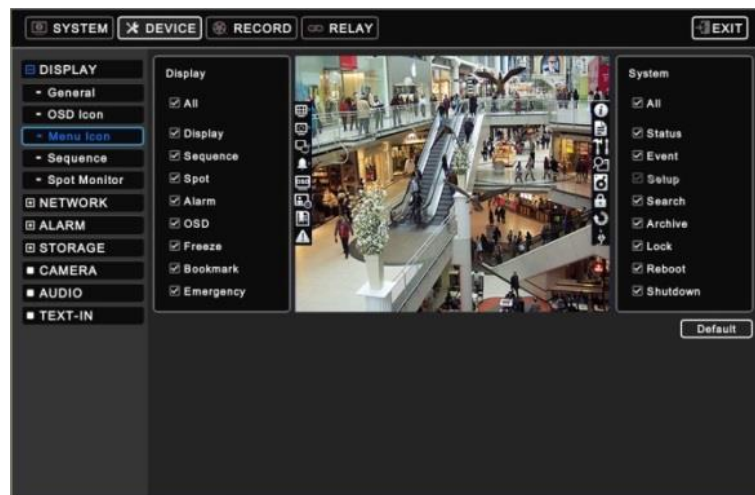 SYSTEM DEVICE RECORD RELAY EXIT
DISPLAY
- General
- OSD Icon
- Menu Icon
- Sequence
- Spot Monitor
NETWORK
ALARM
STORAGE
CAMERA
AUDIO
TEXT-IN
Display
All
Display
Sequence
Spot
Alarm
OSD
Freeze
Bookmark
Emergency
OSD
System
All
Status
Event
Setup
Search
Archive
Lock
Reboot
Shutdown
Default